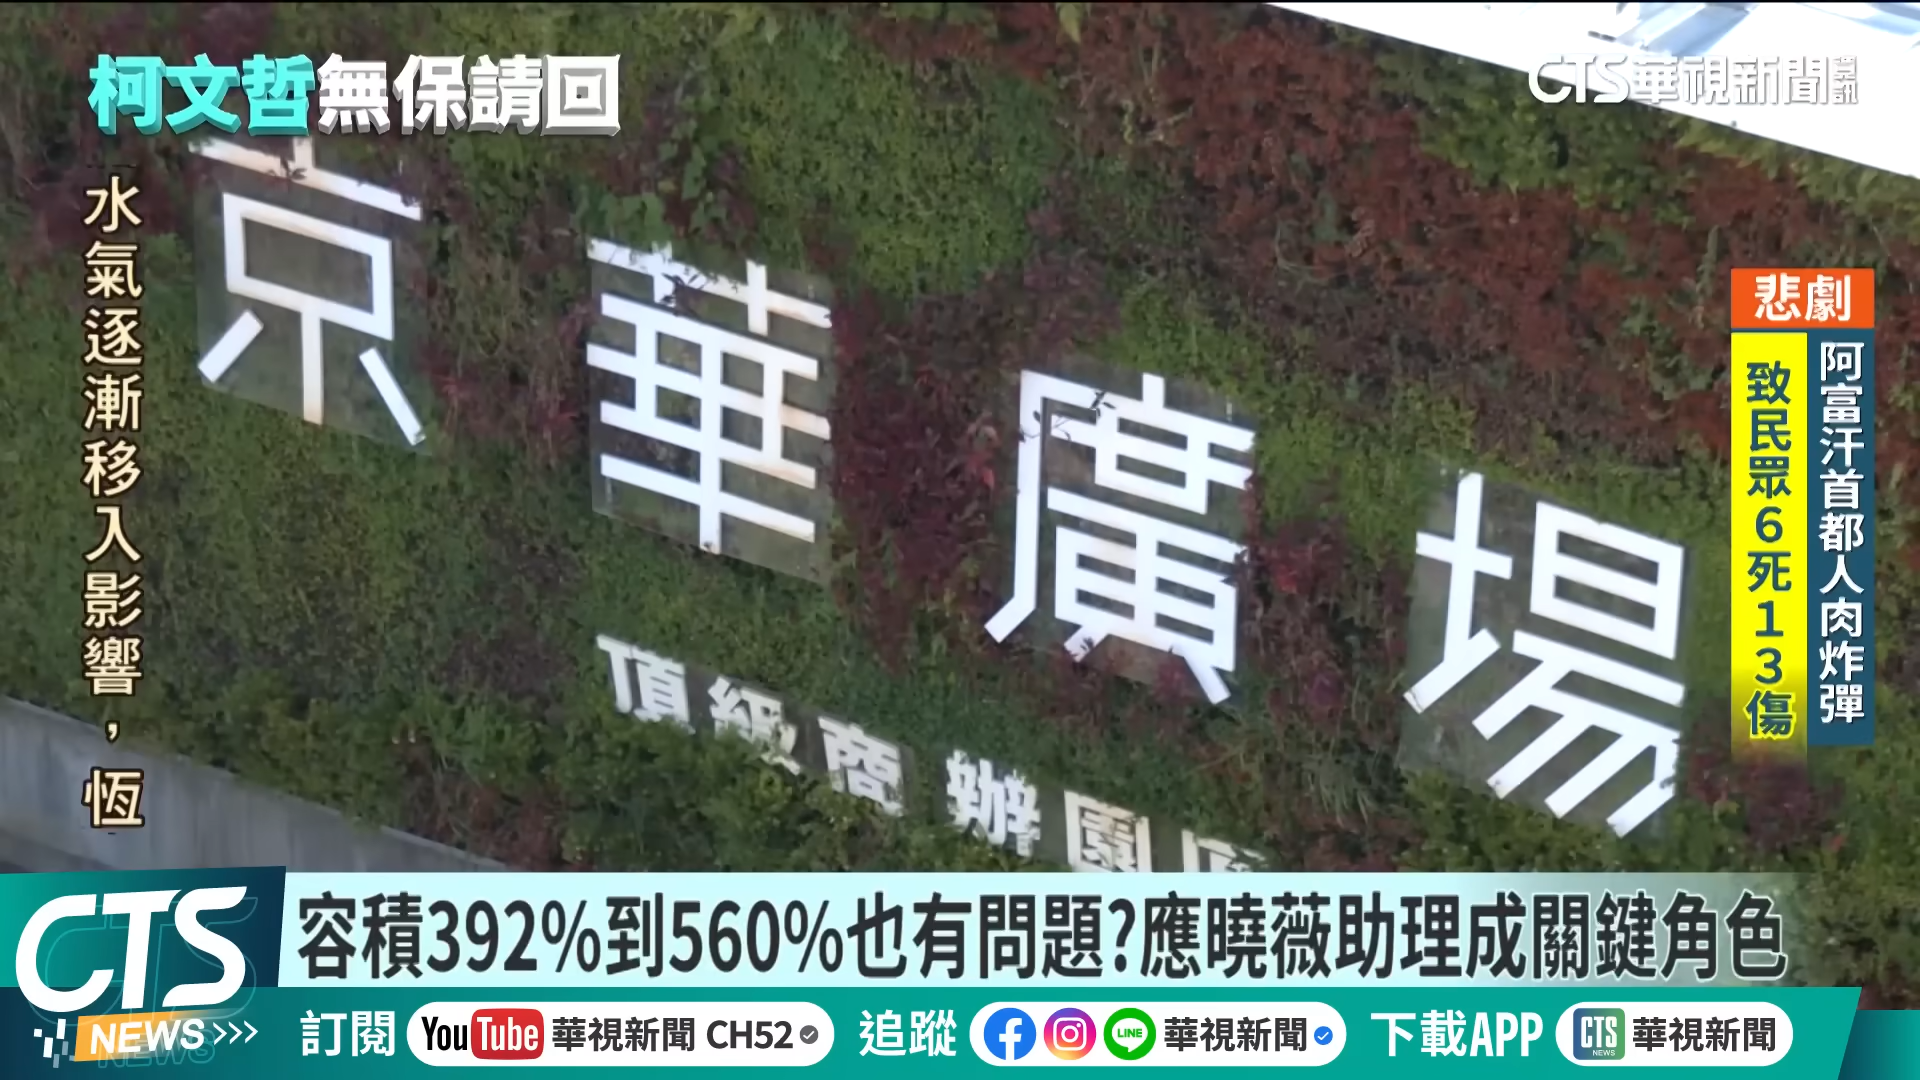 柯文哲無保請回
CTS華視新聞資訊
水氣逐漸移入影響，恆
京華廣場
頂級商辦園區
悲劇
阿富汗首都人肉炸彈
致民眾6死13傷
容積392%到560%也有問題?應曉薇助理成關鍵角色
CTS NEWS
訂閱 YouTube 華視新聞 CH52 追蹤 LINE 華視新聞 下載APP CTS NEWS 華視新聞